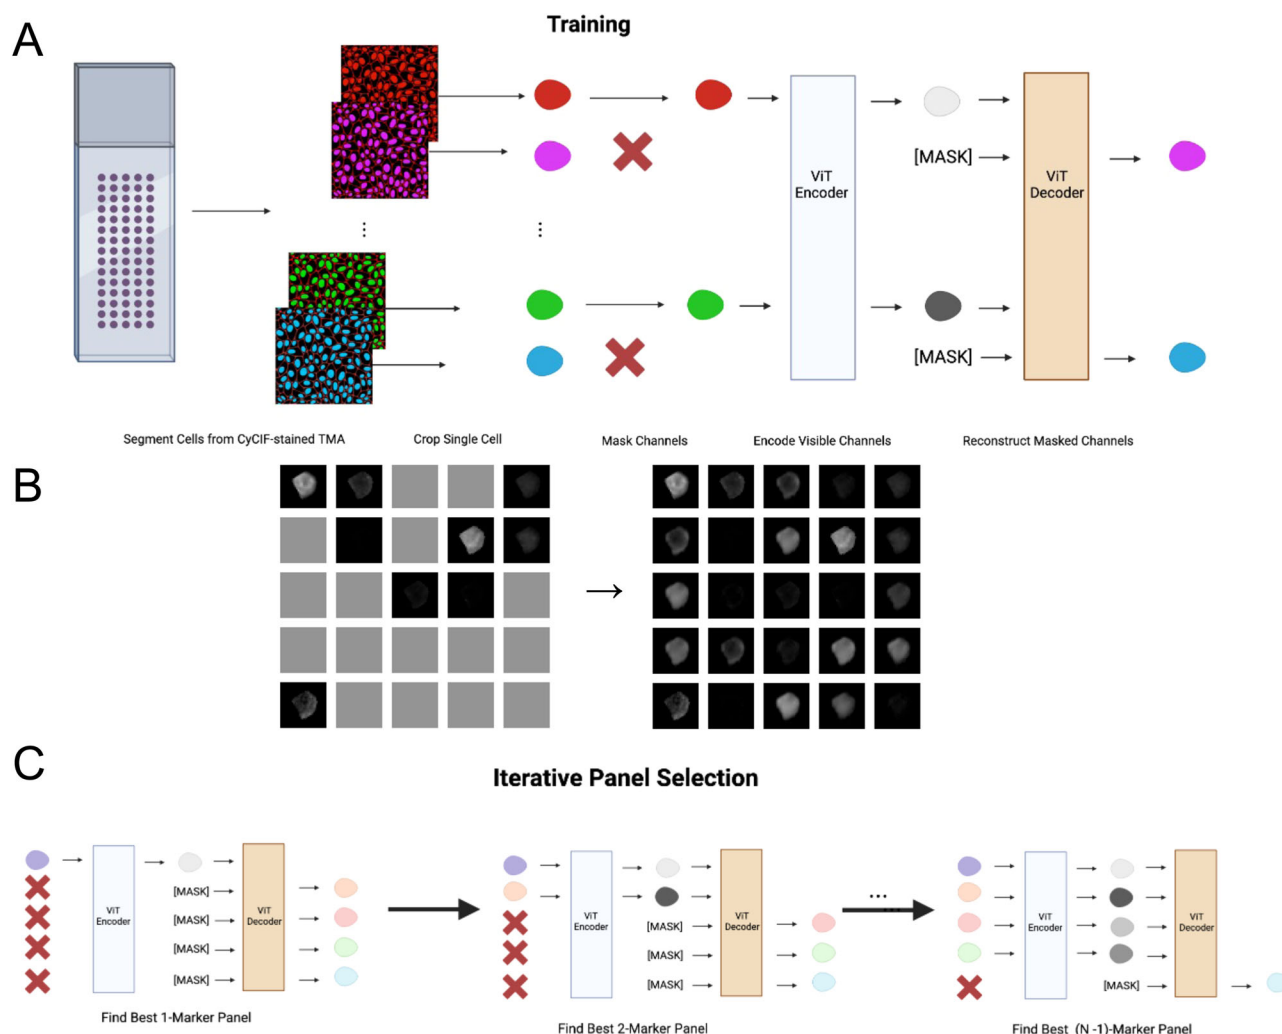 A
Training
ViT
Encoder
[MASK]
ViT
Decoder
[MASK]
Segment Cells from CyCIF-stained TMA
Crop Single Cell
Mask Channels
Encode Visible Channels
Reconstruct Masked Channels
B
C
Iterative Panel Selection
ViT
Encoder
[MASK]
[MASK]
[MASK]
[MASK]
ViT
Decoder
Find Best 1-Marker Panel
ViT
Encoder
[MASK]
[MASK]
[MASK]
ViT
Decoder
Find Best 2-Marker Panel
...
...
ViT
Encoder
[MASK]
ViT
Decoder
Find Best (N -1)-Marker Panel